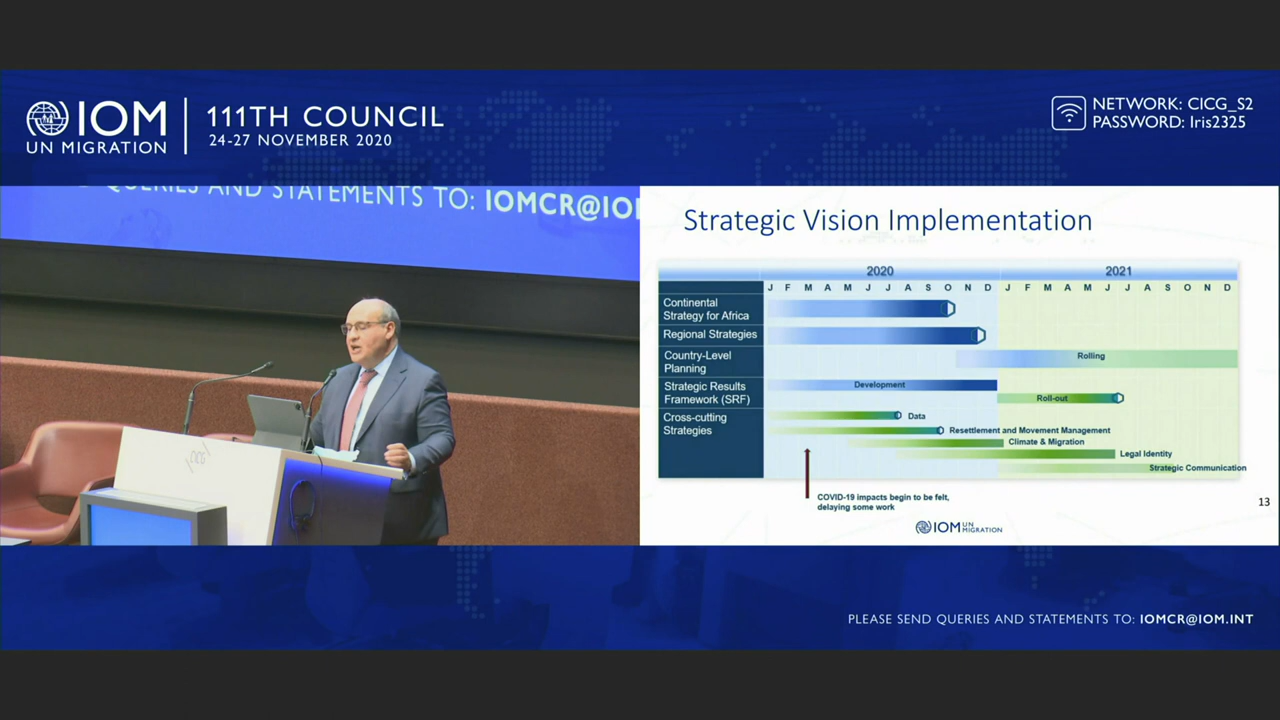 IOM
UN MIGRATION
111TH COUNCIL
24-27 NOVEMBER 2020
NETWORK: CICG_S2
PASSWORD: Iris2325
QUERIES AND STATEMENTS TO: IOMCR@IO
CICG
Strategic Vision Implementation
2020 2021
J F M A M J J A S O N D J F M A M J J A S O N D
Continental
Strategy for Africa
Regional Strategies
Country-Level
Planning
Rolling
Strategic Results
Framework (SRF)
Development
Roll-out
Cross-cutting
Strategies
Data
Resettlement and Movement Management
Climate & Migration
Legal Identity
Strategic Communication
COVID-19 impacts begin to be felt,
delaying some work
13
IOM UN MIGRATION
PLEASE SEND QUERIES AND STATEMENTS TO: IOMCR@IOM.INT